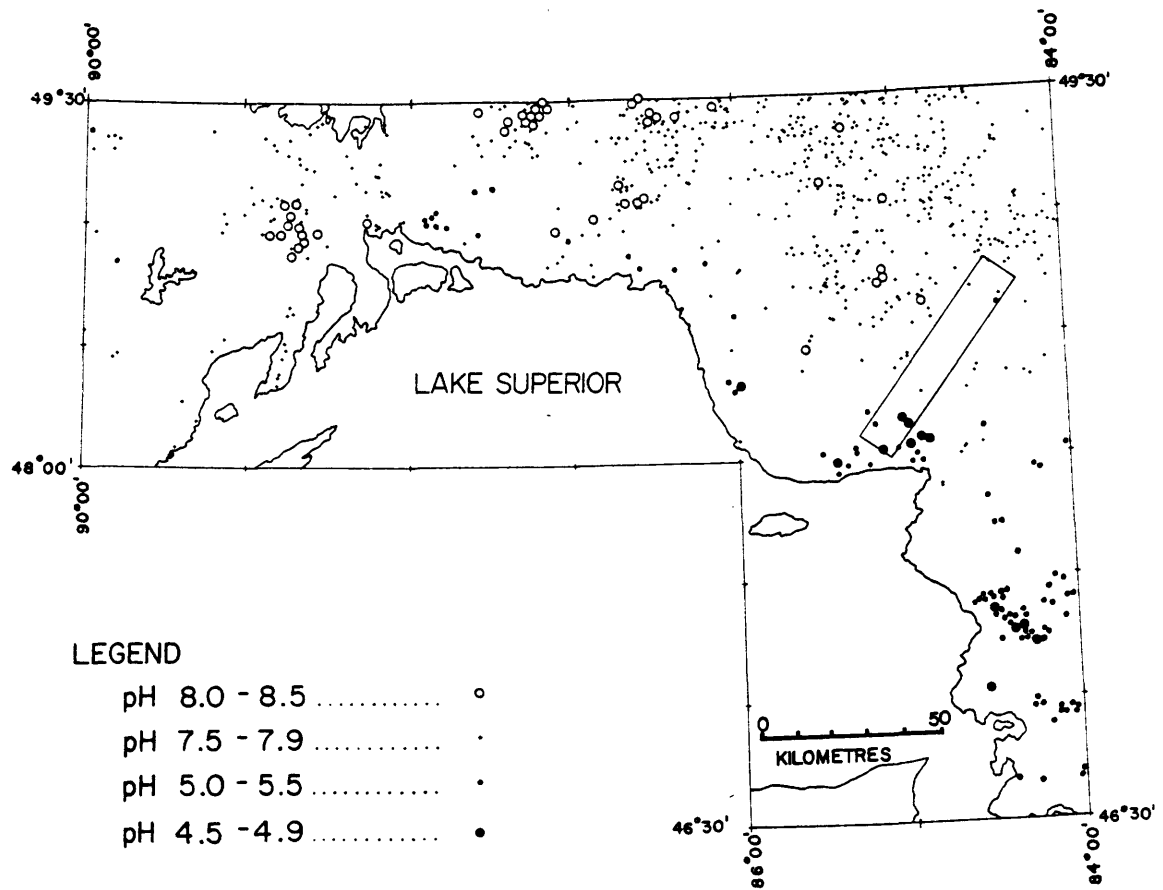 90°00'
84°00'
49°30'
49°30'
LAKE SUPERIOR
48°00'
90°00'
LEGEND
pH 8.0 - 8.5 ............
pH 7.5 - 7.9 ............
pH 5.0 - 5.5 ............
pH 4.5 - 4.9 ............
0 50
KILOMETRES
46°30'
46°30'
86°00'
84°00'